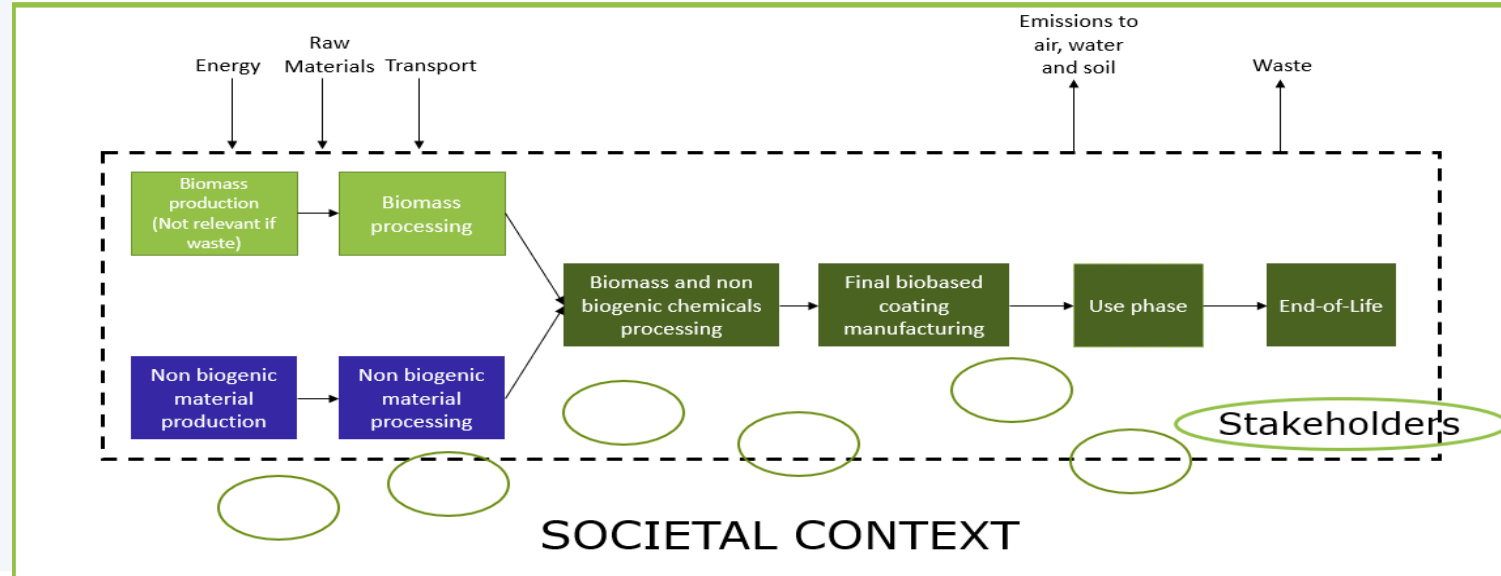 Energy
Raw
Materials
Transport
Emissions to
air, water
and soil
Waste
Biomass
production
(Not relevant if
waste)
Biomass
processing
Non biogenic
material
production
Non biogenic
material
processing
Biomass and non
biogenic chemicals
processing
Final biobased
coating
manufacturing
Use phase
End-of-Life
Stakeholders
SOCIETAL CONTEXT